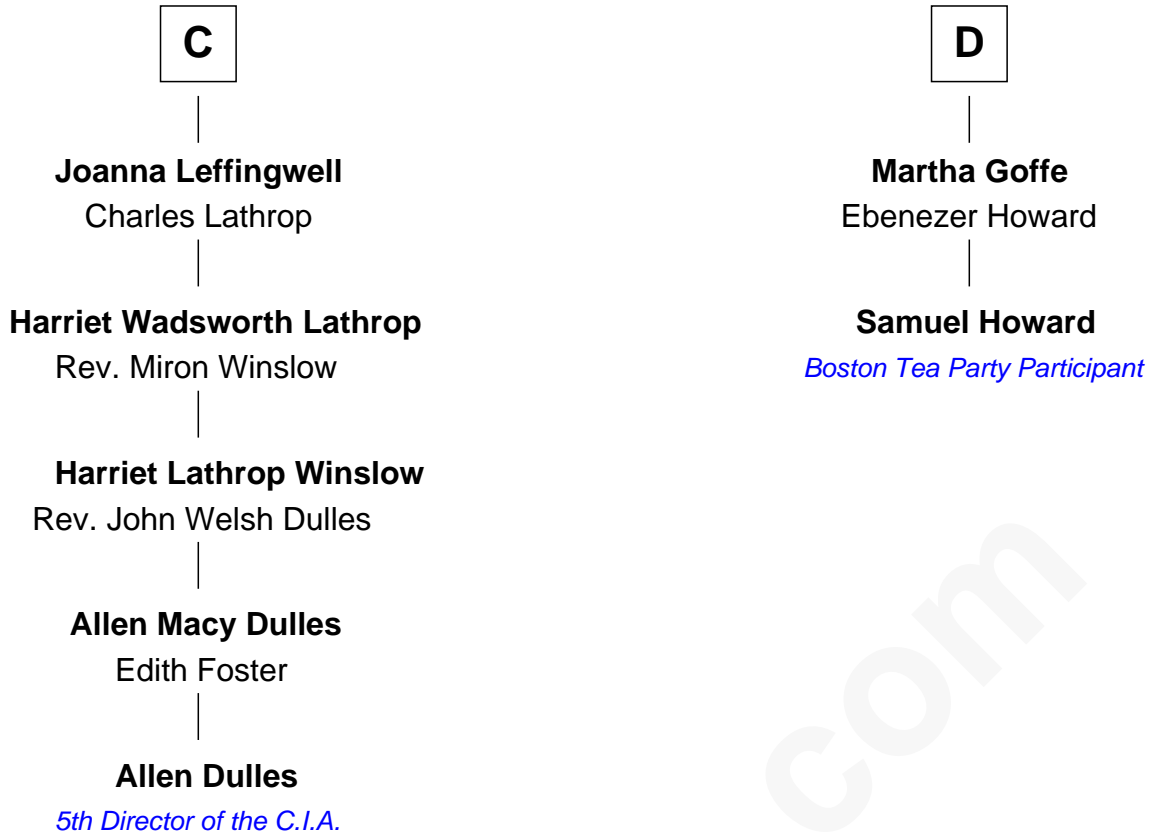 C
Joanna Leffingwell
Charles Lathrop
Harriet Wadsworth Lathrop
Rev. Miron Winslow
Harriet Lathrop Winslow
Rev. John Welsh Dulles
Allen Macy Dulles
Edith Foster
Allen Dulles
5th Director of the C.I.A.
D
Martha Goffe
Ebenezer Howard
Samuel Howard
Boston Tea Party Participant
com